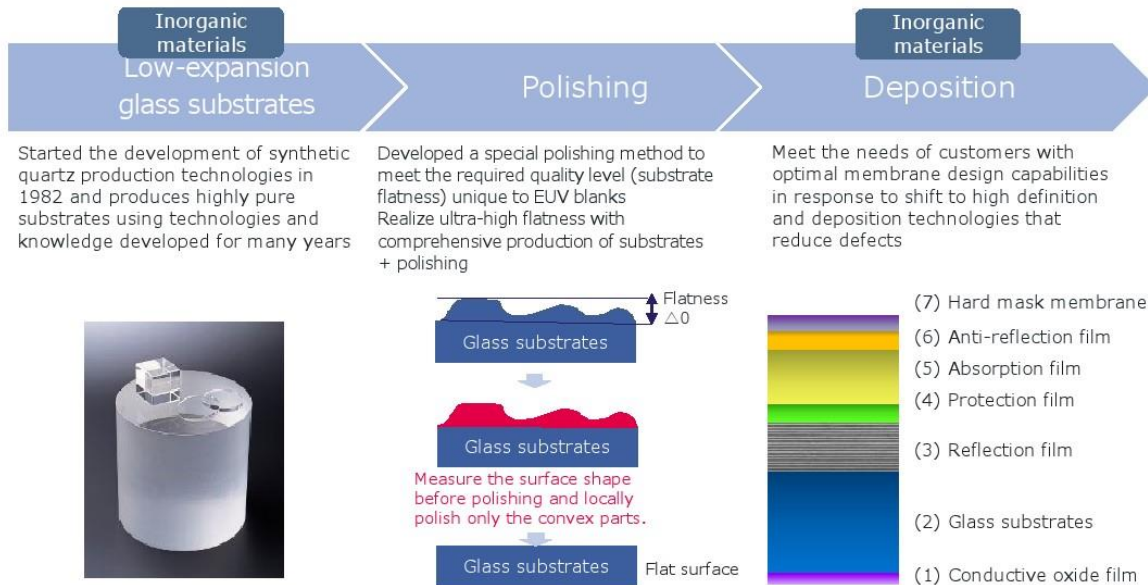 Inorganic
materials
Low-expansion
glass substrates
Polishing
Inorganic
materials
Deposition
Started the development of synthetic
quartz production technologies in
1982 and produces highly pure
substrates using technologies and
knowledge developed for many years
Developed a special polishing method to
meet the required quality level (substrate
flatness) unique to EUV blanks
Realize ultra-high flatness with
comprehensive production of substrates
+ polishing
Meet the needs of customers with
optimal membrane design capabilities
in response to shift to high definition
and deposition technologies that
reduce defects
Flatness
△0
Glass substrates
Glass substrates
Measure the surface shape
before polishing and locally
polish only the convex parts.
Glass substrates
Flat surface
(7) Hard mask membrane
(6) Anti-reflection film
(5) Absorption film
(4) Protection film
(3) Reflection film
(2) Glass substrates
(1) Conductive oxide film